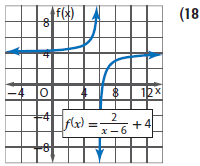 f(x)
(18
8
4
-4 O 4 8 12 x
-4
f(x) = 2/(x-6) + 4
-8